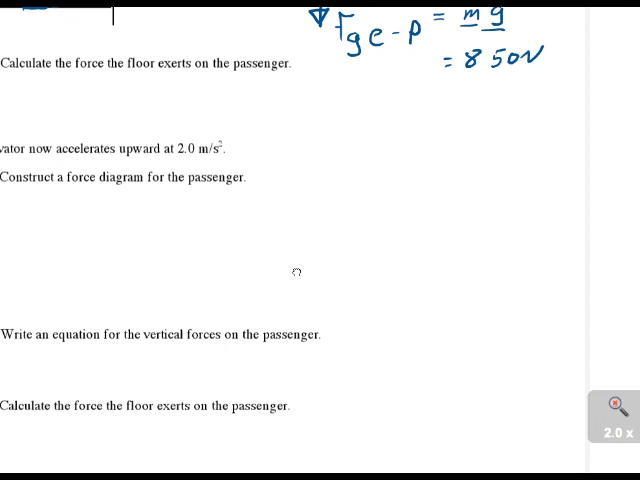 Fg e-p = mg
= 850N
Calculate the force the floor exerts on the passenger.
vator now accelerates upward at 2.0 m/s².
Construct a force diagram for the passenger.
Write an equation for the vertical forces on the passenger.
Calculate the force the floor exerts on the passenger.
2.0 x